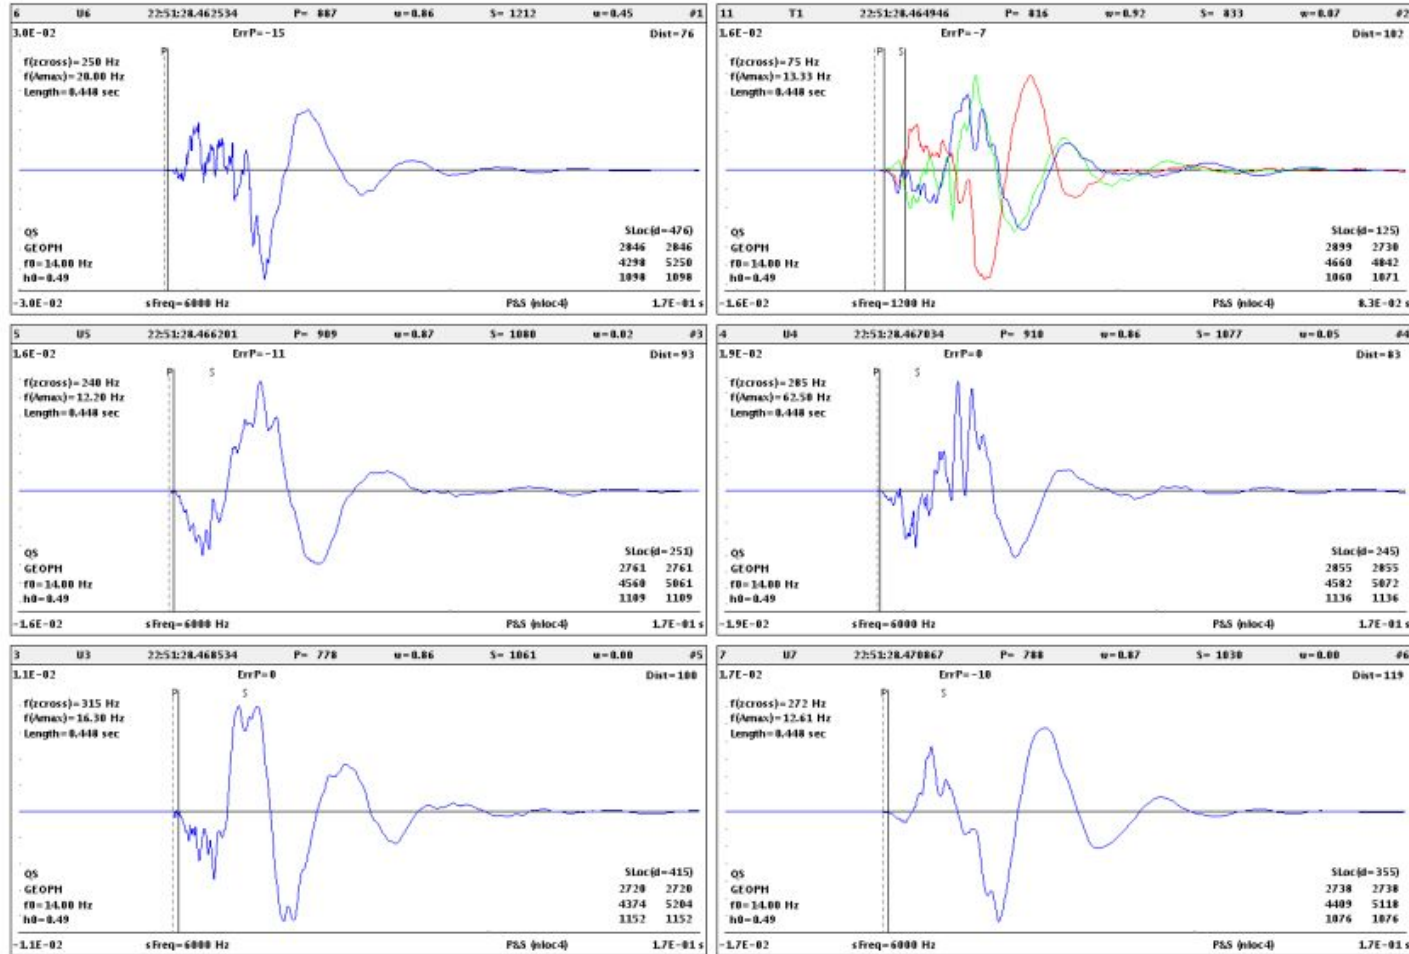 6 U6 22:51:28.462534 P= 887 w=0.86 S= 1212 w=0.45 #1
3.0E-02 ErrP=-15 Dist=76
P
f(zcross)=250 Hz
f(Amax)=20.00 Hz
Length=0.448 sec
QS SLoc(d=476)
GEOPH 2846 2846
f0=14.00 Hz 4298 5250
h0=0.49 1098 1098
-3.0E-02 sFreq=6000 Hz P&S (nloc4) 1.7E-01 s
11 T1 22:51:28.464946 P= 816 w=0.92 S= 833 w=0.07 #2
1.6E-02 ErrP=-7 Dist=102
P S
f(zcross)=75 Hz
f(Amax)=13.33 Hz
Length=0.448 sec
QS SLoc(d=125)
GEOPH 2899 2730
f0=14.00 Hz 4660 4842
h0=0.49 1060 1071
-1.6E-02 sFreq=1200 Hz P&S (nloc4) 8.3E-02 s
5 U5 22:51:28.466201 P= 909 w=0.87 S= 1080 w=0.02 #3
1.6E-02 ErrP=-11 Dist=93
P S
f(zcross)=240 Hz
f(Amax)=12.20 Hz
Length=0.448 sec
QS SLoc(d=251)
GEOPH 2761 2761
f0=14.00 Hz 4560 5061
h0=0.49 1109 1109
-1.6E-02 sFreq=6000 Hz P&S (nloc4) 1.7E-01 s
4 U4 22:51:28.467034 P= 910 w=0.86 S= 1077 w=0.05 #4
1.9E-02 ErrP=0 Dist=83
P S
f(zcross)=285 Hz
f(Amax)=62.50 Hz
Length=0.448 sec
QS SLoc(d=245)
GEOPH 2855 2855
f0=14.00 Hz 4582 5072
h0=0.49 1136 1136
-1.9E-02 sFreq=6000 Hz P&S (nloc4) 1.7E-01 s
3 U3 22:51:28.468534 P= 778 w=0.86 S= 1061 w=0.00 #5
1.1E-02 ErrP=0 Dist=100
P S
f(zcross)=315 Hz
f(Amax)=16.30 Hz
Length=0.448 sec
QS SLoc(d=415)
GEOPH 2720 2720
f0=14.00 Hz 4374 5204
h0=0.49 1152 1152
-1.1E-02 sFreq=6000 Hz P&S (nloc4) 1.7E-01 s
7 U7 22:51:28.470867 P= 788 w=0.87 S= 1030 w=0.00 #6
1.7E-02 ErrP=-10 Dist=119
P S
f(zcross)=272 Hz
f(Amax)=12.61 Hz
Length=0.448 sec
QS SLoc(d=355)
GEOPH 2738 2738
f0=14.00 Hz 4409 5118
h0=0.49 1076 1076
-1.7E-02 sFreq=6000 Hz P&S (nloc4) 1.7E-01 s